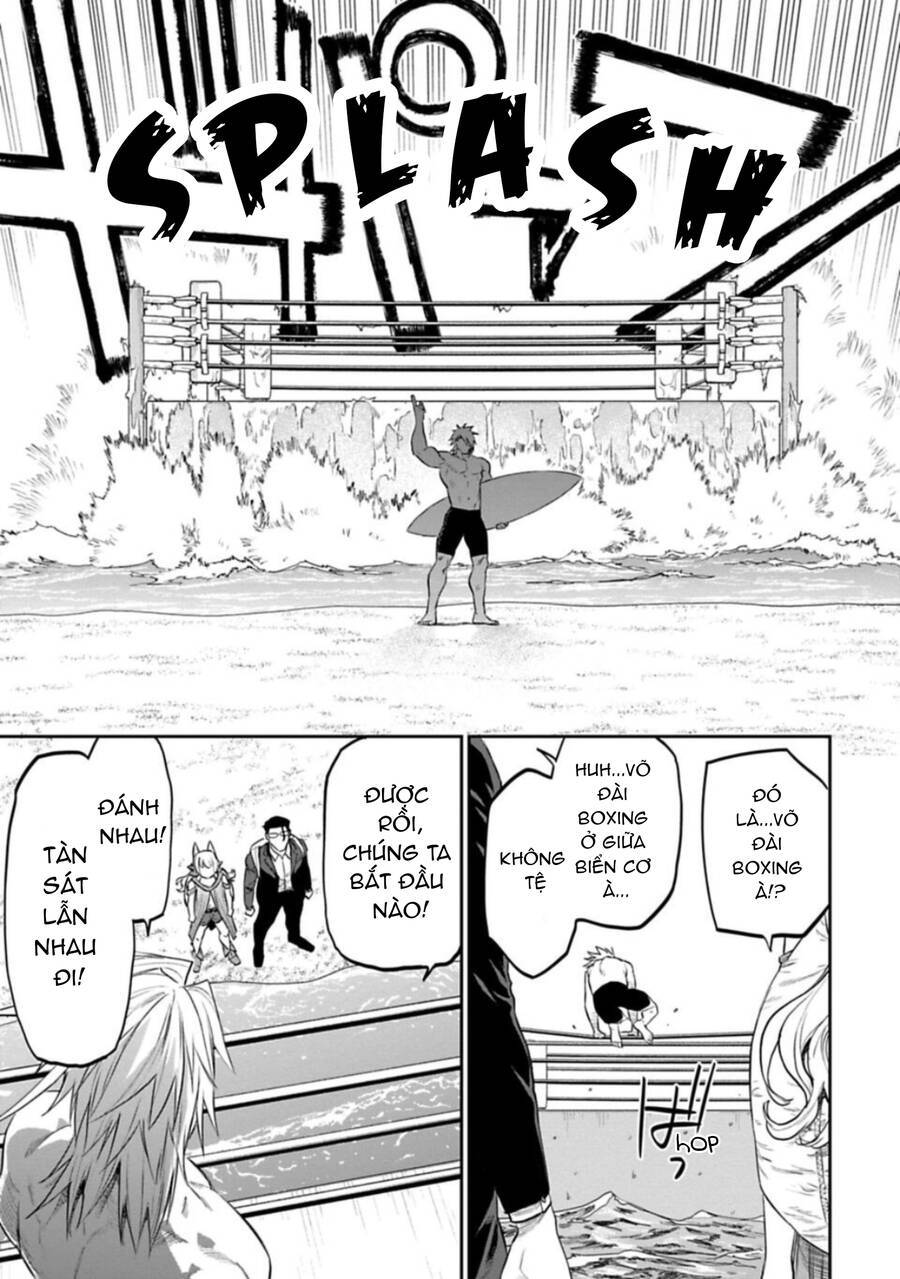 SPLASH
ĐÓ
LÀ...VÕ
ĐÀI
BOXING
À!?
HUH...VÕ
ĐÀI
BOXING
Ở GIỮA
BIỂN CƠ
À...
KHÔNG
TỆ
HOP
ĐƯỢC
RỒI,
CHÚNG TA
BẮT ĐẦU
NÀO!
ĐÁNH
NHAU!
TÀN
SÁT
LẪN
NHAU
ĐI!